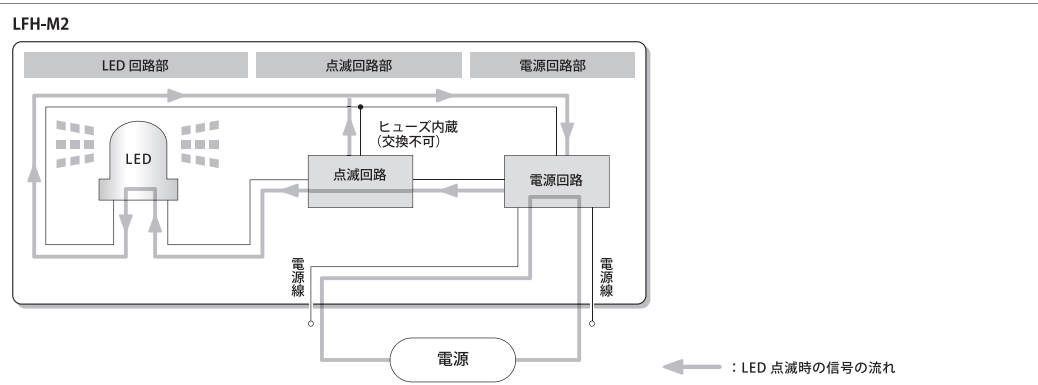 LFH-M2
LED 回路部
点滅回路部
電源回路部
ヒューズ内蔵
（交換不可）
LED
点滅回路
電源回路
電源線
電源線
電源
：LED 点滅時の信号の流れ